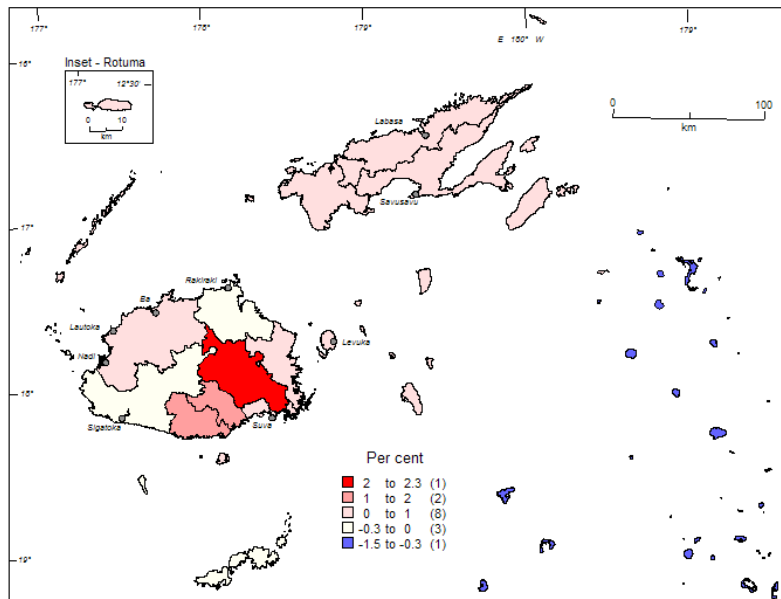 177° 178° 179° 179°
E 180° W
16°
Inset - Rotuma
177° 12°30'
0 10
km
0 100
km
Labasa
Savusavu
17°
Rakiraki
Ba
Lautoka
Levuka
Nadi
18°
Sigatoka
Suva
Per cent
2 to 2.3 (1)
1 to 2 (2)
0 to 1 (8)
-0.3 to 0 (3)
-1.5 to -0.3 (1)
19°